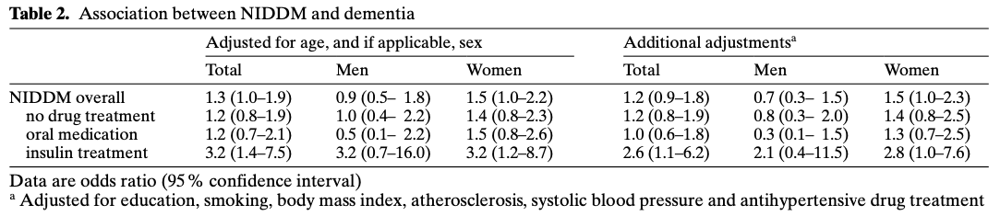 Table 2. Association between NIDDM and dementia
Adjusted for age, and if applicable, sex Additional adjustmentsᵃ
Total Men Women Total Men Women
NIDDM overall 1.3 (1.0–1.9) 0.9 (0.5– 1.8) 1.5 (1.0–2.2) 1.2 (0.9–1.8) 0.7 (0.3– 1.5) 1.5 (1.0–2.3)
no drug treatment 1.2 (0.8–1.9) 1.0 (0.4– 2.2) 1.4 (0.8–2.3) 1.2 (0.8–1.9) 0.8 (0.3– 2.0) 1.4 (0.8–2.5)
oral medication 1.2 (0.7–2.1) 0.5 (0.1– 2.2) 1.5 (0.8–2.6) 1.0 (0.6–1.8) 0.3 (0.1– 1.5) 1.3 (0.7–2.5)
insulin treatment 3.2 (1.4–7.5) 3.2 (0.7–16.0) 3.2 (1.2–8.7) 2.6 (1.1–6.2) 2.1 (0.4–11.5) 2.8 (1.0–7.6)
Data are odds ratio (95 % confidence interval)
ᵃ Adjusted for education, smoking, body mass index, atherosclerosis, systolic blood pressure and antihypertensive drug treatment